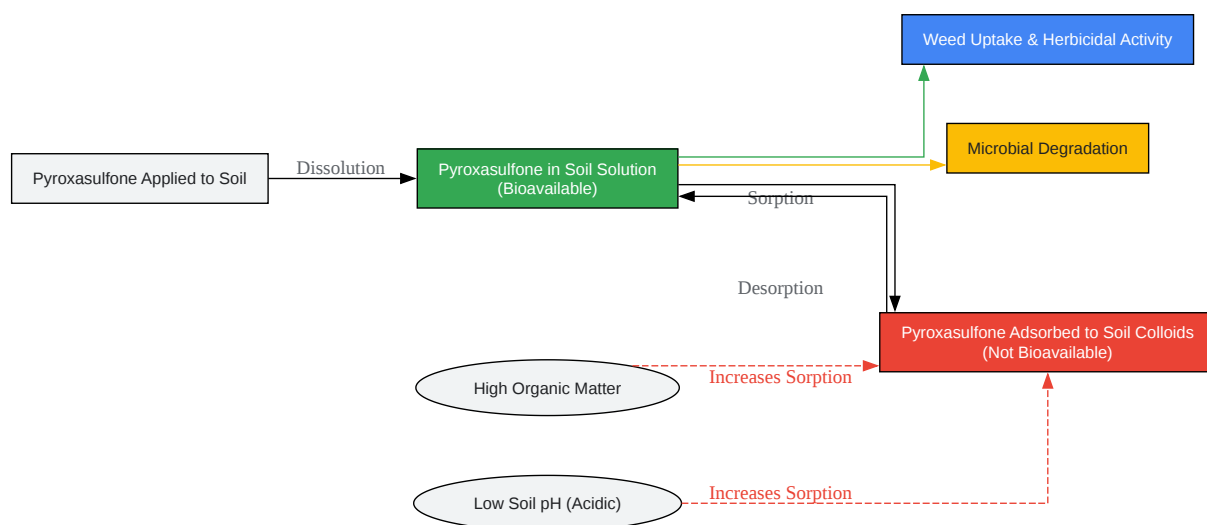 Weed Uptake & Herbicidal Activity
Pyroxasulfone Applied to Soil
Dissolution
Pyroxasulfone in Soil Solution
(Bioavailable)
Microbial Degradation
Sorption
Desorption
Pyroxasulfone Adsorbed to Soil Colloids
(Not Bioavailable)
High Organic Matter
Increases Sorption
Low Soil pH (Acidic)
Increases Sorption